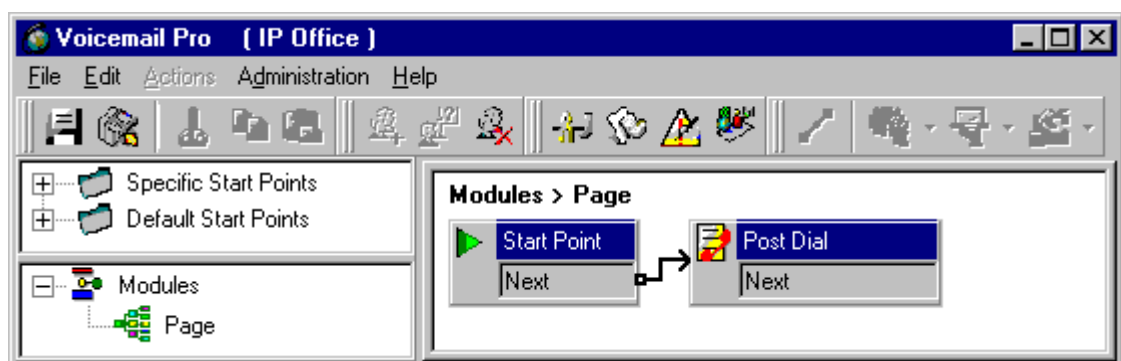 Voicemail Pro ( IP Office )
File Edit Actions Administration Help
Specific Start Points
Default Start Points
Modules
Page
Modules > Page
Start Point
Next
Post Dial
Next